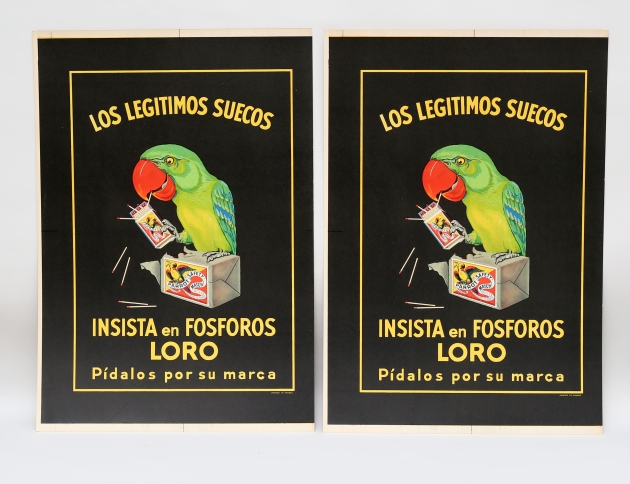 LOS LEGITIMOS SUECOS
INSISTA en FOSFOROS
LORO
Pídalos por su marca
LOS LEGITIMOS SUECOS
INSISTA en FOSFOROS
LORO
Pídalos por su marca